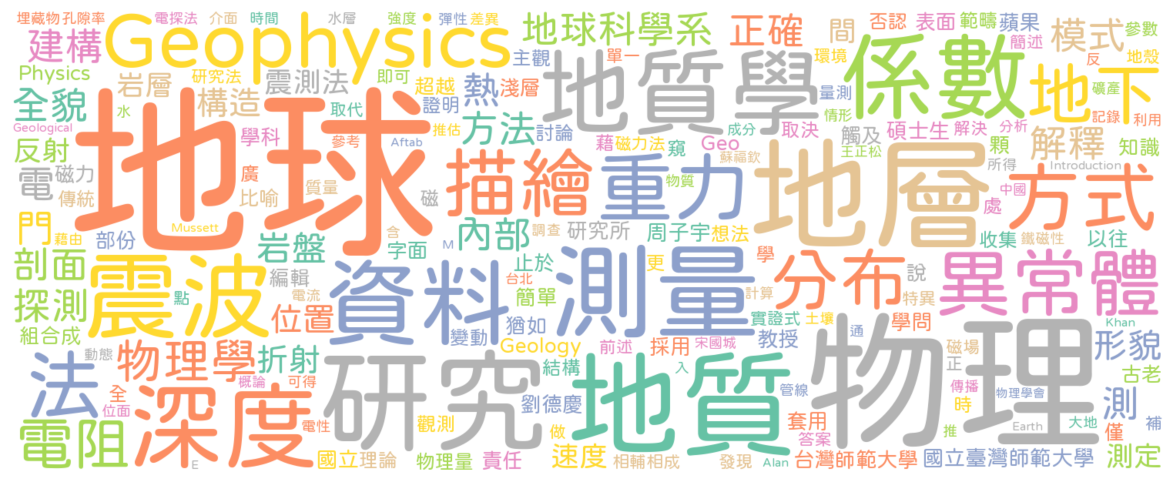 埋藏物 孔隙率 電探法 介面 時間 水層 強度 彈性 差異 地球科學系 正確 間 否認 表面 範疇 蘋果 模式 參數
建構 Geophysics 主觀 單一 環境 簡述 反 地殼
Physics 岩層 研究法 震測法 即可 超越 熱 淺層 地質學 量測 係數 地下 礦產
全貌 構造 取代 證明 記錄 利用
Geological 水 學科 參考 Aftab 推估 方法 討論 藉 磁力法 成分 取決 觸及 碩士生 解決 分析
反射 地球 窺 Geo 王正松 顆 解釋 知識
電 磁力 廣 質量 磁 描繪 重力 物質 蘇福欽 地層 所得 Introduction
傳統 比喻 處 中國 方式
門 藉由 Mussett 部份 岩盤 含 字面 內部 M 調查 研究所 周子宇 想法 收集 鐵磁性 以往
剖面 震波 編輯 資料 止於 台北 更 測量 學 分布 說 異常體
探測 點 電流 簡單 計算 特異
組合成 位置 變動 猶如 實證式 土壤 學問 Khan
動態 物理學 折射 Geology 前述 採用 宋國城 教授 通 磁場 形貌
法 全 概論 可得 研究 結構 地質 入 管線 物理 正 傳播 古老
位面 深度 劉德慶 做 套用 時 物理學會 測
電阻 電性 觀測 答案 推 Earth 大地 僅 補
E 國立 理論 物理量 責任 速度 相輔相成 發現 Alan 台灣師範大學 國立臺灣師範大學 測定